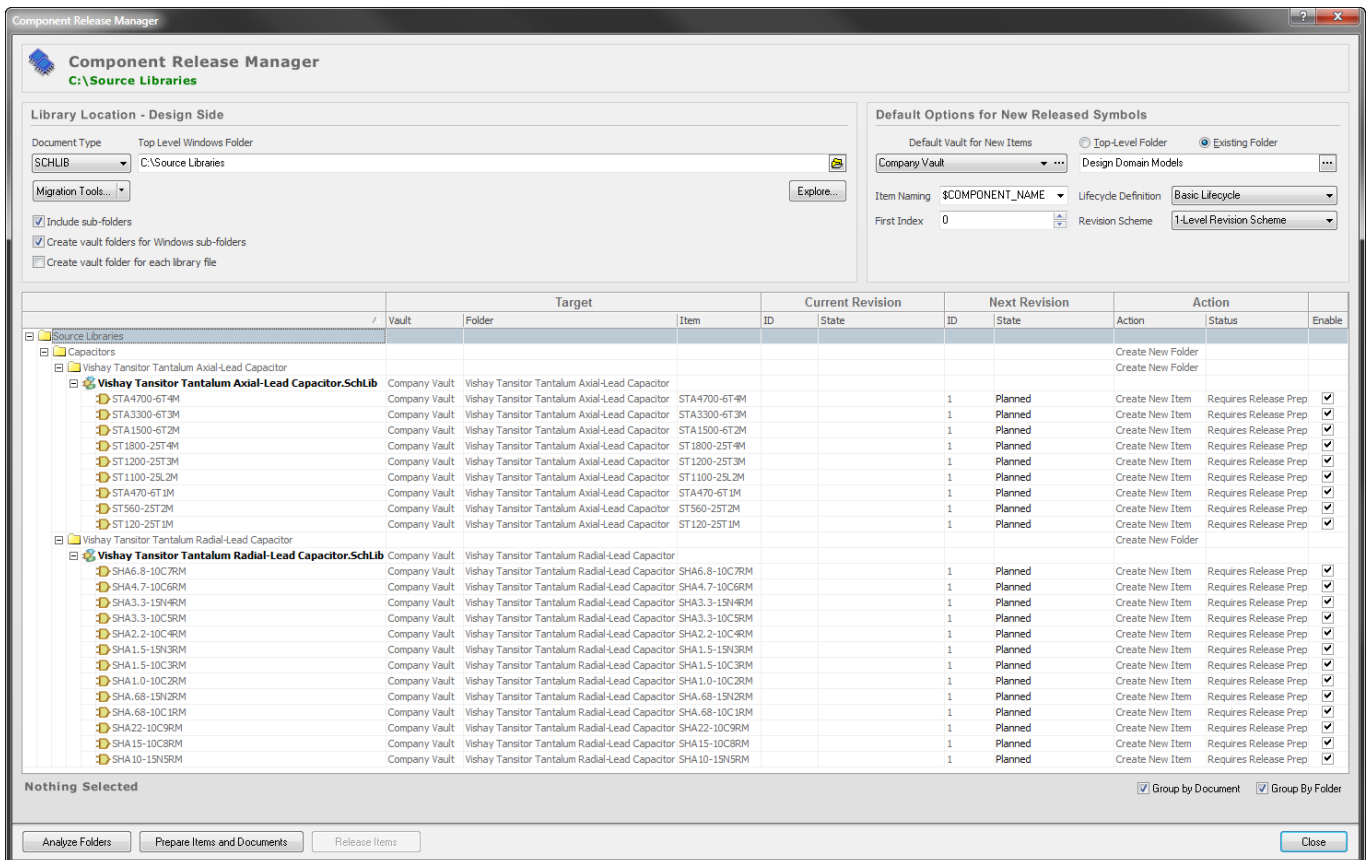 Component Release Manager
Component Release Manager
C:\Source Libraries
Library Location - Design Side
Document Type Top Level Windows Folder
SCHLIB C:\Source Libraries
Migration Tools... Explore...
Include sub-folders
Create vault folders for Windows sub-folders
Create vault folder for each library file
Default Options for New Released Symbols
Default Vault for New Items Top-Level Folder Existing Folder
Company Vault ... Design Domain Models ...
Item Naming $COMPONENT_NAME Lifecycle Definition Basic Lifecycle
First Index 0 Revision Scheme 1-Level Revision Scheme
Target Current Revision Next Revision Action
Vault Folder Item ID State ID State Action Status Enable
Source Libraries
Capacitors Create New Folder
Vishay Tansitor Tantalum Axial-Lead Capacitor Create New Folder
Vishay Tansitor Tantalum Axial-Lead Capacitor.SchLib Company Vault Vishay Tansitor Tantalum Axial-Lead Capacitor
STA4700-6T4M Company Vault Vishay Tansitor Tantalum Axial-Lead Capacitor STA4700-6T4M 1 Planned Create New Item Requires Release Prep
STA3300-6T3M Company Vault Vishay Tansitor Tantalum Axial-Lead Capacitor STA3300-6T3M 1 Planned Create New Item Requires Release Prep
STA1500-6T2M Company Vault Vishay Tansitor Tantalum Axial-Lead Capacitor STA1500-6T2M 1 Planned Create New Item Requires Release Prep
ST1800-25T4M Company Vault Vishay Tansitor Tantalum Axial-Lead Capacitor ST1800-25T4M 1 Planned Create New Item Requires Release Prep
ST1200-25T3M Company Vault Vishay Tansitor Tantalum Axial-Lead Capacitor ST1200-25T3M 1 Planned Create New Item Requires Release Prep
ST1100-25L2M Company Vault Vishay Tansitor Tantalum Axial-Lead Capacitor ST1100-25L2M 1 Planned Create New Item Requires Release Prep
STA470-6T1M Company Vault Vishay Tansitor Tantalum Axial-Lead Capacitor STA470-6T1M 1 Planned Create New Item Requires Release Prep
ST560-25T2M Company Vault Vishay Tansitor Tantalum Axial-Lead Capacitor ST560-25T2M 1 Planned Create New Item Requires Release Prep
ST120-25T1M Company Vault Vishay Tansitor Tantalum Axial-Lead Capacitor ST120-25T1M 1 Planned Create New Item Requires Release Prep
Vishay Tansitor Tantalum Radial-Lead Capacitor Create New Folder
Vishay Tansitor Tantalum Radial-Lead Capacitor.SchLib Company Vault Vishay Tansitor Tantalum Radial-Lead Capacitor
SHA6.8-10C7RM Company Vault Vishay Tansitor Tantalum Radial-Lead Capacitor SHA6.8-10C7RM 1 Planned Create New Item Requires Release Prep
SHA4.7-10C6RM Company Vault Vishay Tansitor Tantalum Radial-Lead Capacitor SHA4.7-10C6RM 1 Planned Create New Item Requires Release Prep
SHA3.3-15N4RM Company Vault Vishay Tansitor Tantalum Radial-Lead Capacitor SHA3.3-15N4RM 1 Planned Create New Item Requires Release Prep
SHA3.3-10C5RM Company Vault Vishay Tansitor Tantalum Radial-Lead Capacitor SHA3.3-10C5RM 1 Planned Create New Item Requires Release Prep
SHA2.2-10C4RM Company Vault Vishay Tansitor Tantalum Radial-Lead Capacitor SHA2.2-10C4RM 1 Planned Create New Item Requires Release Prep
SHA1.5-15N3RM Company Vault Vishay Tansitor Tantalum Radial-Lead Capacitor SHA1.5-15N3RM 1 Planned Create New Item Requires Release Prep
SHA1.5-10C3RM Company Vault Vishay Tansitor Tantalum Radial-Lead Capacitor SHA1.5-10C3RM 1 Planned Create New Item Requires Release Prep
SHA1.0-10C2RM Company Vault Vishay Tansitor Tantalum Radial-Lead Capacitor SHA1.0-10C2RM 1 Planned Create New Item Requires Release Prep
SHA.68-15N2RM Company Vault Vishay Tansitor Tantalum Radial-Lead Capacitor SHA.68-15N2RM 1 Planned Create New Item Requires Release Prep
SHA.68-10C1RM Company Vault Vishay Tansitor Tantalum Radial-Lead Capacitor SHA.68-10C1RM 1 Planned Create New Item Requires Release Prep
SHA22-10C9RM Company Vault Vishay Tansitor Tantalum Radial-Lead Capacitor SHA22-10C9RM 1 Planned Create New Item Requires Release Prep
SHA15-10C8RM Company Vault Vishay Tansitor Tantalum Radial-Lead Capacitor SHA15-10C8RM 1 Planned Create New Item Requires Release Prep
SHA10-15N5RM Company Vault Vishay Tansitor Tantalum Radial-Lead Capacitor SHA10-15N5RM 1 Planned Create New Item Requires Release Prep
Nothing Selected Group by Document Group By Folder
Analyze Folders Prepare Items and Documents Release Items Close